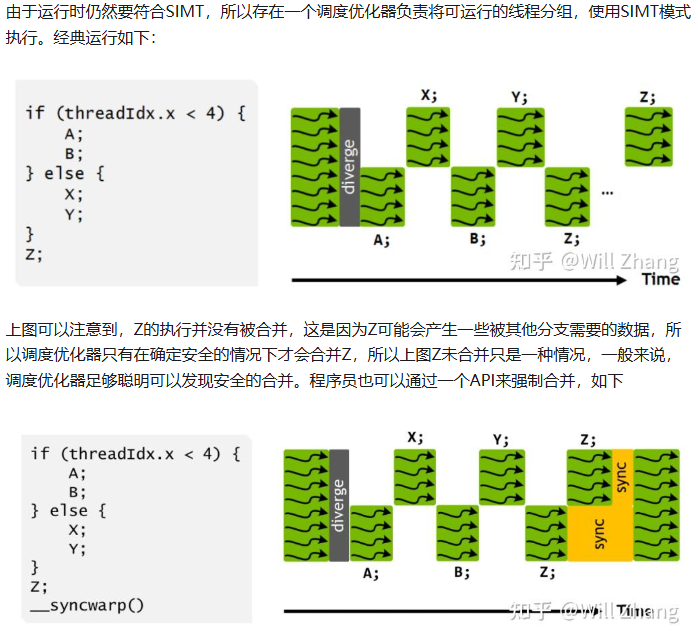 由于运行时仍然要符合SIMT，所以存在一个调度优化器负责将可运行的线程分组，使用SIMT模式
执行。经典运行如下：
if (threadIdx.x < 4) {
A;
B;
} else {
X;
Y;
}
Z;
diverge
X;
Y;
Z;
...
A;
B;
Z;
知乎 @Will Zhang
Time
上图可以注意到，Z的执行并没有被合并，这是因为Z可能会产生一些被其他分支需要的数据，所
以调度优化器只有在确定安全的情况下才会合并Z，所以上图Z未合并只是一种情况，一般来说，
调度优化器足够聪明可以发现安全的合并。程序员也可以通过一个API来强制合并，如下
if (threadIdx.x < 4) {
A;
B;
} else {
X;
Y;
}
Z;
__syncwarp()
diverge
X;
Y;
Z;
sync
sync
A;
B;
Z;
知乎 @Will Zhang
Time